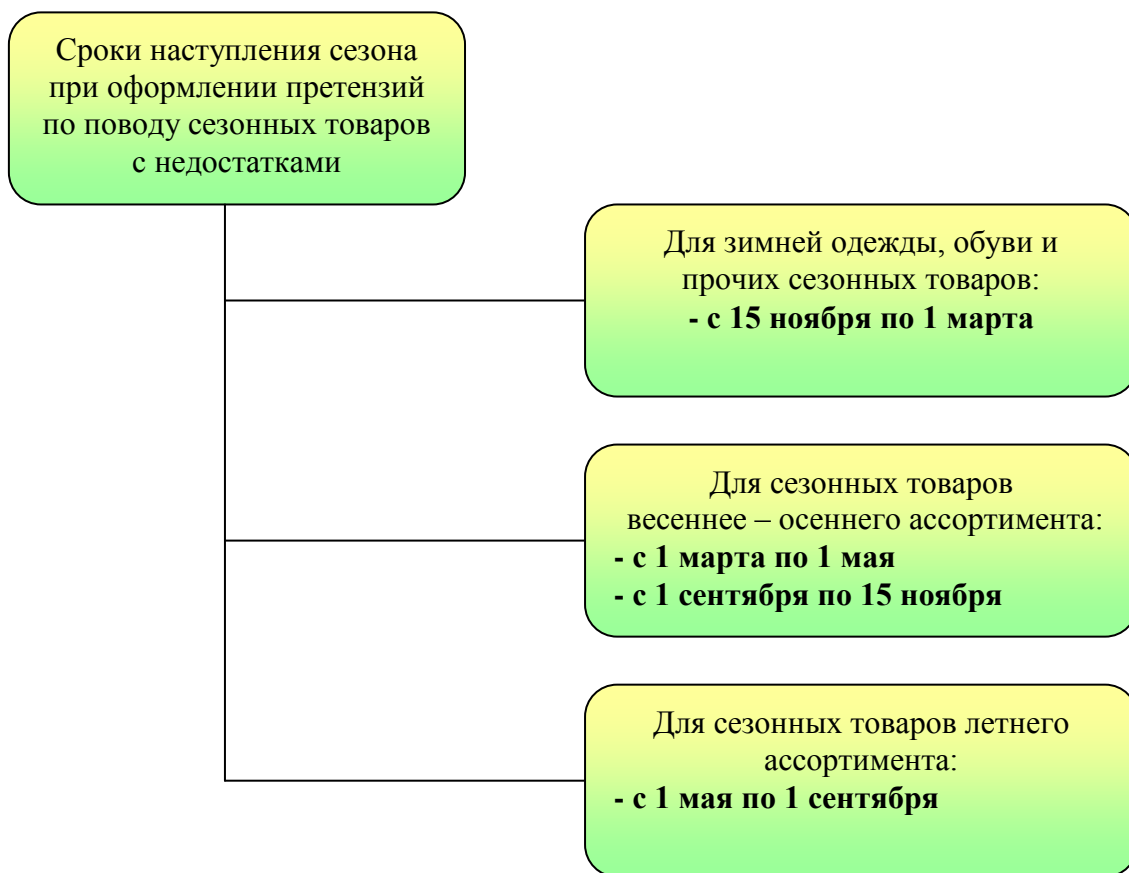 Сроки наступления сезона
при оформлении претензий
по поводу сезонных товаров
с недостатками
Для зимней одежды, обуви и
прочих сезонных товаров:
- с 15 ноября по 1 марта
Для сезонных товаров
весеннее – осеннего ассортимента:
- с 1 марта по 1 мая
- с 1 сентября по 15 ноября
Для сезонных товаров летнего
ассортимента:
- с 1 мая по 1 сентября